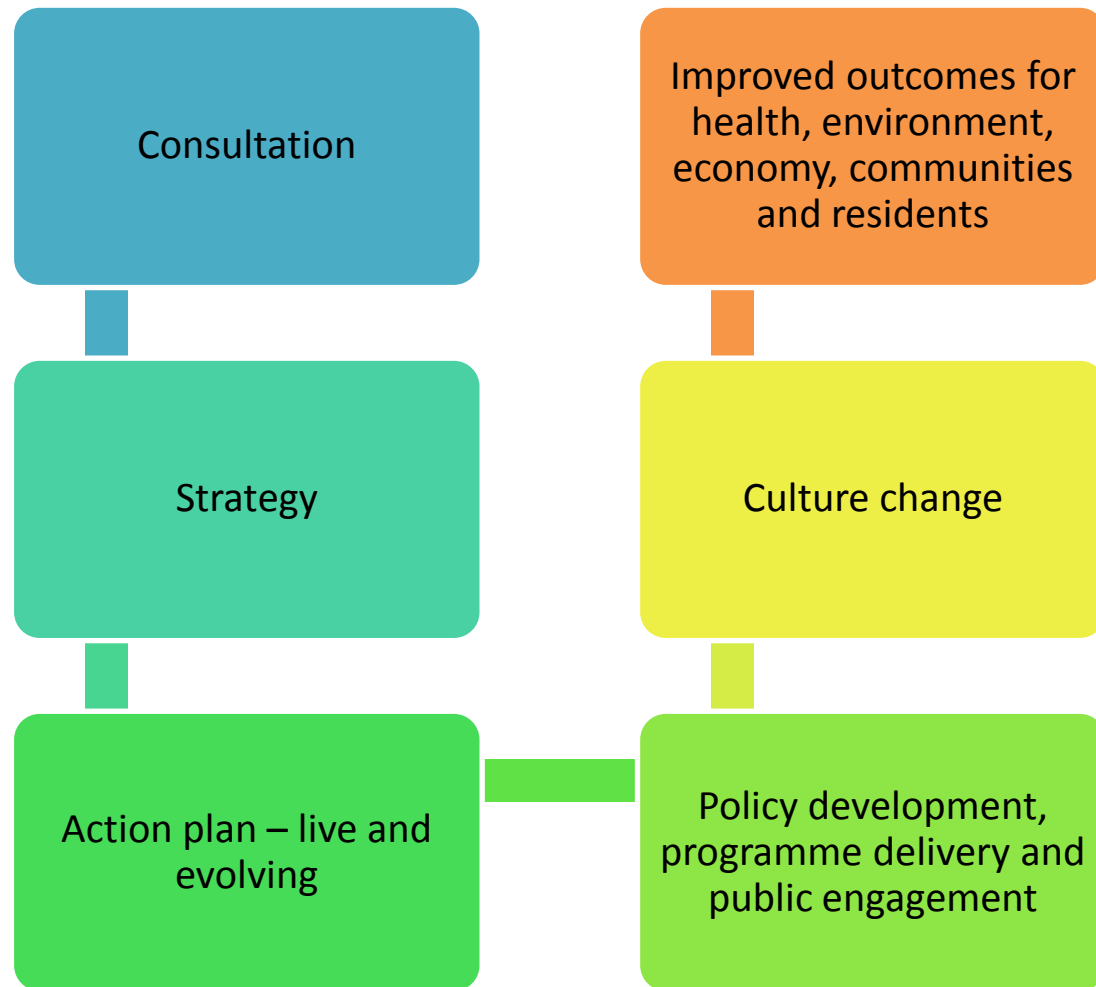 Consultation
Strategy
Action plan – live and
evolving
Policy development,
programme delivery and
public engagement
Culture change
Improved outcomes for
health, environment,
economy, communities
and residents